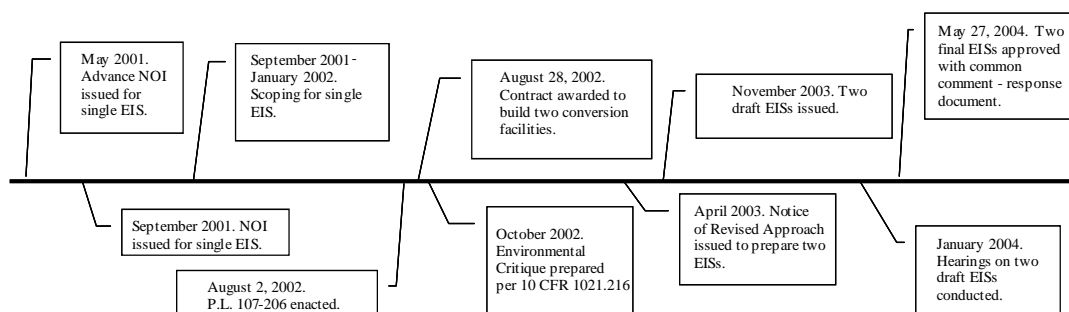 May 2001.
Advance NOI
issued for
single EIS.
September 2001-
January 2002.
Scoping for single
EIS.
August 28, 2002.
Contract awarded to
build two conversion
facilities.
November 2003. Two
draft EISs issued.
May 27, 2004. Two
final EISs approved
with common
comment - response
document.
September 2001. NOI
issued for single EIS.
August 2, 2002.
P.L. 107-206 enacted.
October 2002.
Environmental
Critique prepared
per 10 CFR 1021.216
April 2003. Notice
of Revised Approach
issued to prepare two
EISs.
January 2004.
Hearings on two
draft EISs
conducted.